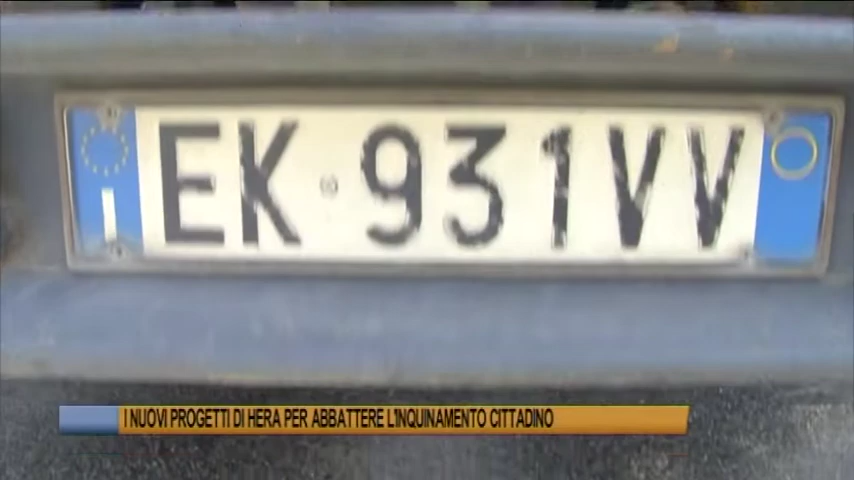 I EK 931VV
I NUOVI PROGETTI DI HERA PER ABBATTERE L'INQUINAMENTO CITTADINO